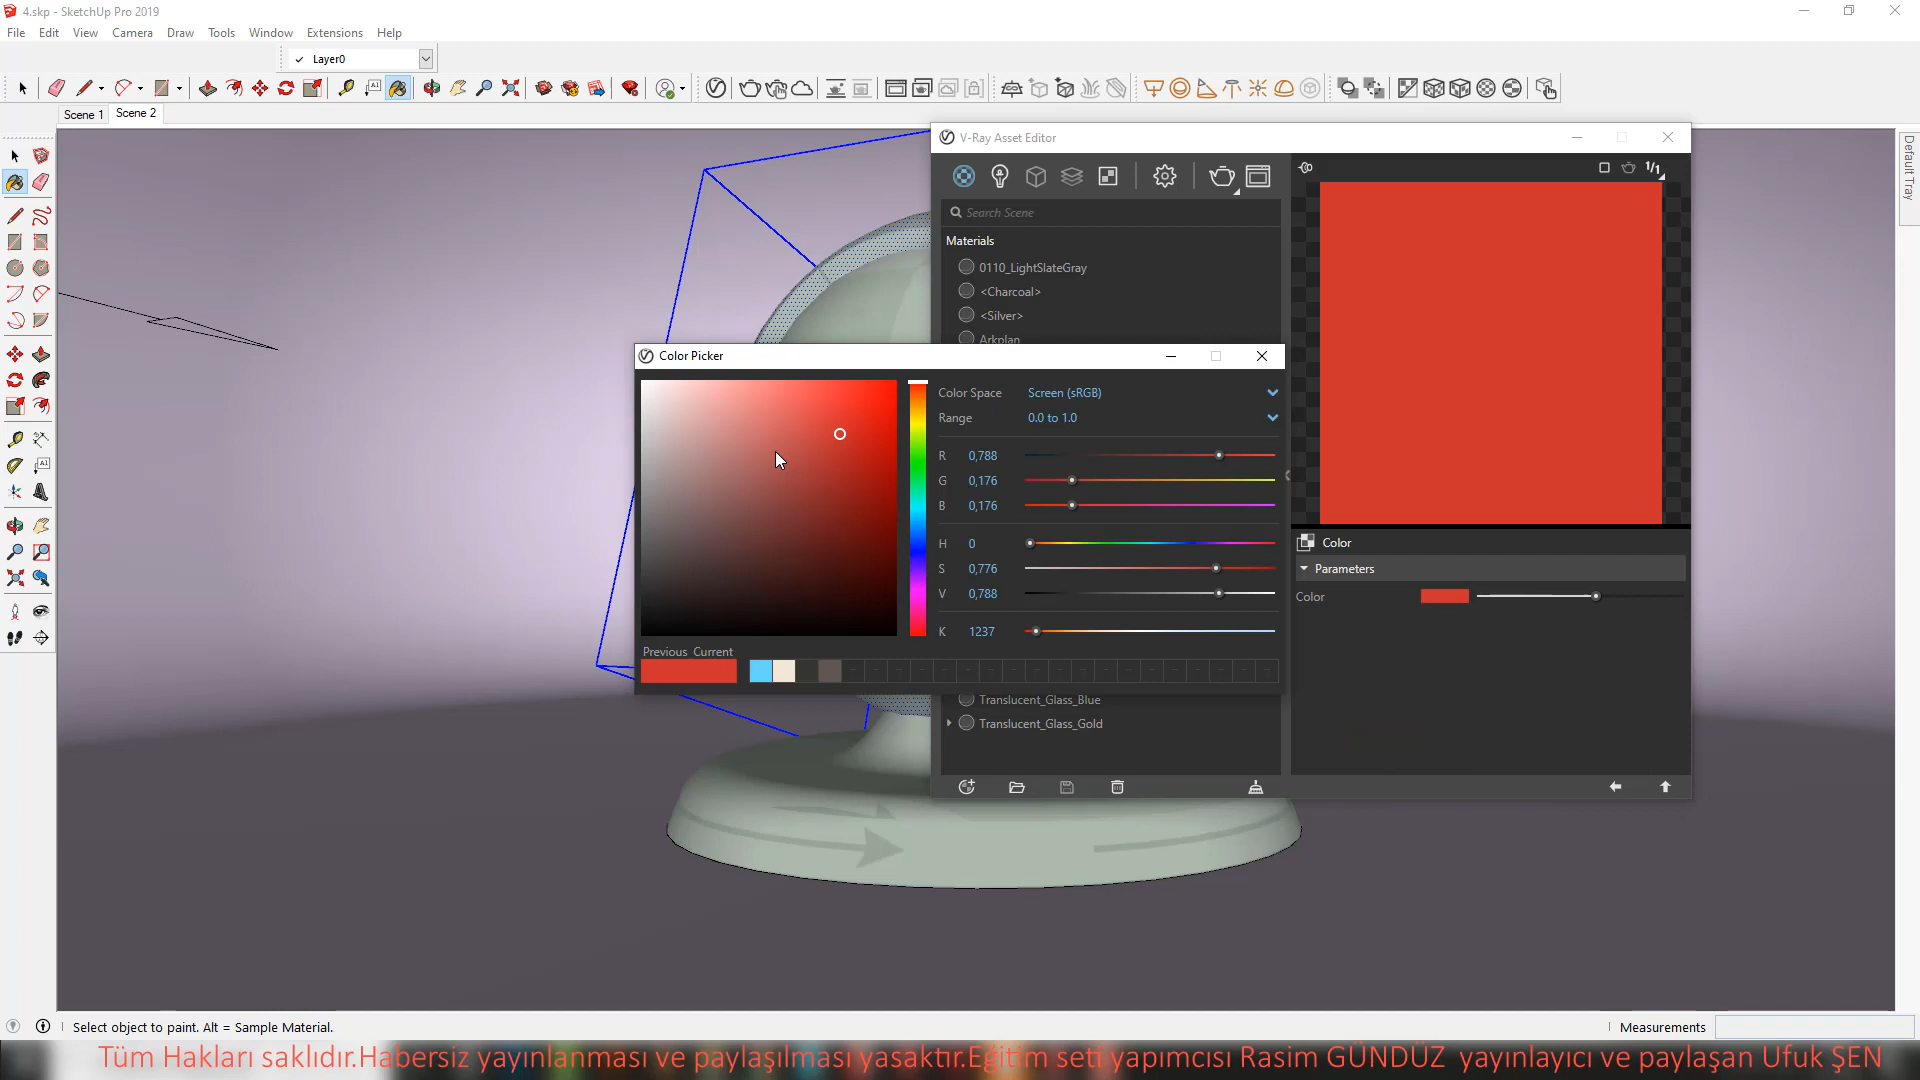 4.skp - SketchUp Pro 2019
File Edit View Camera Draw Tools Window Extensions Help
Layer0
Scene 1 Scene 2
V-Ray Asset Editor
Default Tray
1/1
Search Scene
Materials
0110_LightSlateGray
<Charcoal>
<Silver>
Arkplan
Color Picker
Color Space Screen (sRGB)
Range 0.0 to 1.0
R 0,788
G 0,176
B 0,176
H 0
S 0,776
V 0,788
K 1237
Previous Current
Color
Parameters
Color
Translucent_Glass_Blue
Translucent_Glass_Gold
Select object to paint. Alt = Sample Material.
Measurements
Tüm Hakları saklıdır.Habersiz yayınlanması ve paylaşılması yasaktır.Eğitim seti yapımcısı Rasim GÜNDÜZ yayınlayıcı ve paylaşan Ufuk ŞEN